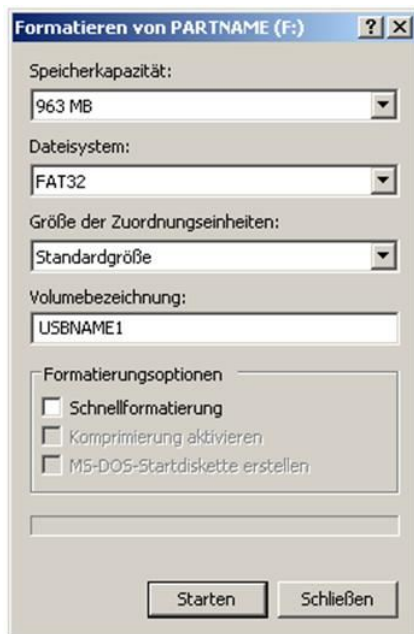 Formatieren von PARTNAME (F:)
Speicherkapazität:
963 MB
Dateisystem:
FAT32
Größe der Zuordnungseinheiten:
Standardgröße
Volumebezeichnung:
USBNAME1
Formatierungsoptionen
Schnellformatierung
Komprimierung aktivieren
MS-DOS-Startdiskette erstellen
Starten Schließen